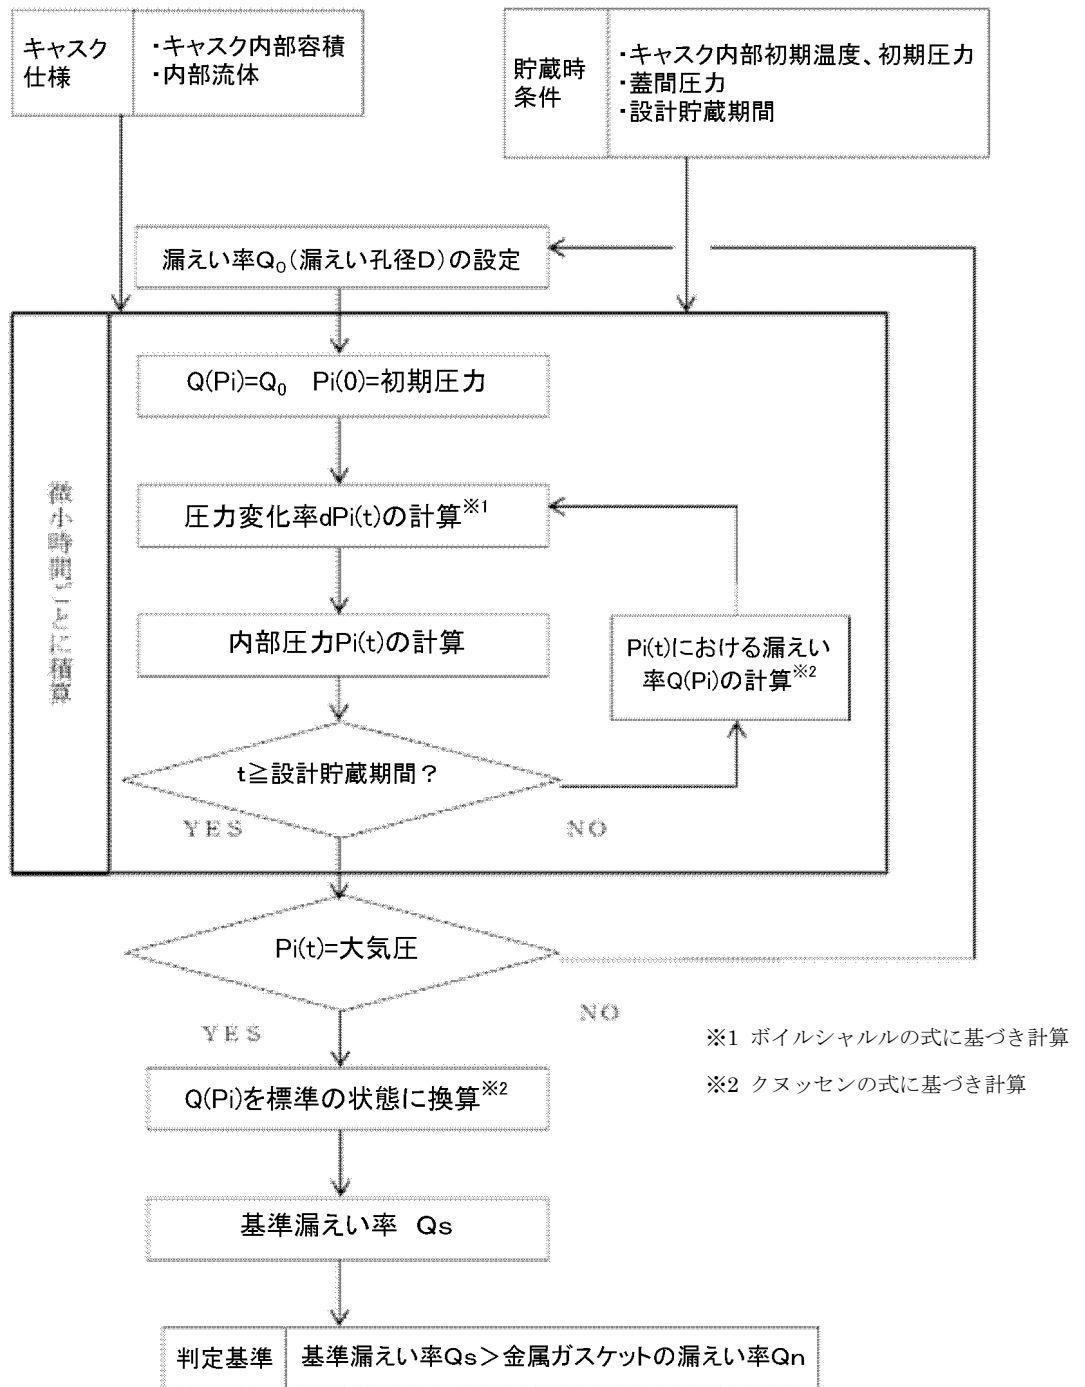 キャスク
仕様
・キャスク内部容積
・内部流体
貯蔵時
条件
・キャスク内部初期温度、初期圧力
・蓋間圧力
・設計貯蔵期間
漏えい率Q₀(漏えい孔径D)の設定
Q(Pi)=Q₀ Pi(0)=初期圧力
圧力変化率dPi(t)の計算※1
内部圧力Pi(t)の計算
Pi(t)における漏えい
率Q(Pi)の計算※2
微小時間ごとに積算
t≧設計貯蔵期間?
YES
NO
Pi(t)=大気圧
YES
NO
※1 ボイルシャルルの式に基づき計算
※2 クヌッセンの式に基づき計算
Q(Pi)を標準の状態に換算※2
基準漏えい率 Qs
判定基準
基準漏えい率Qs>金属ガスケットの漏えい率Qn